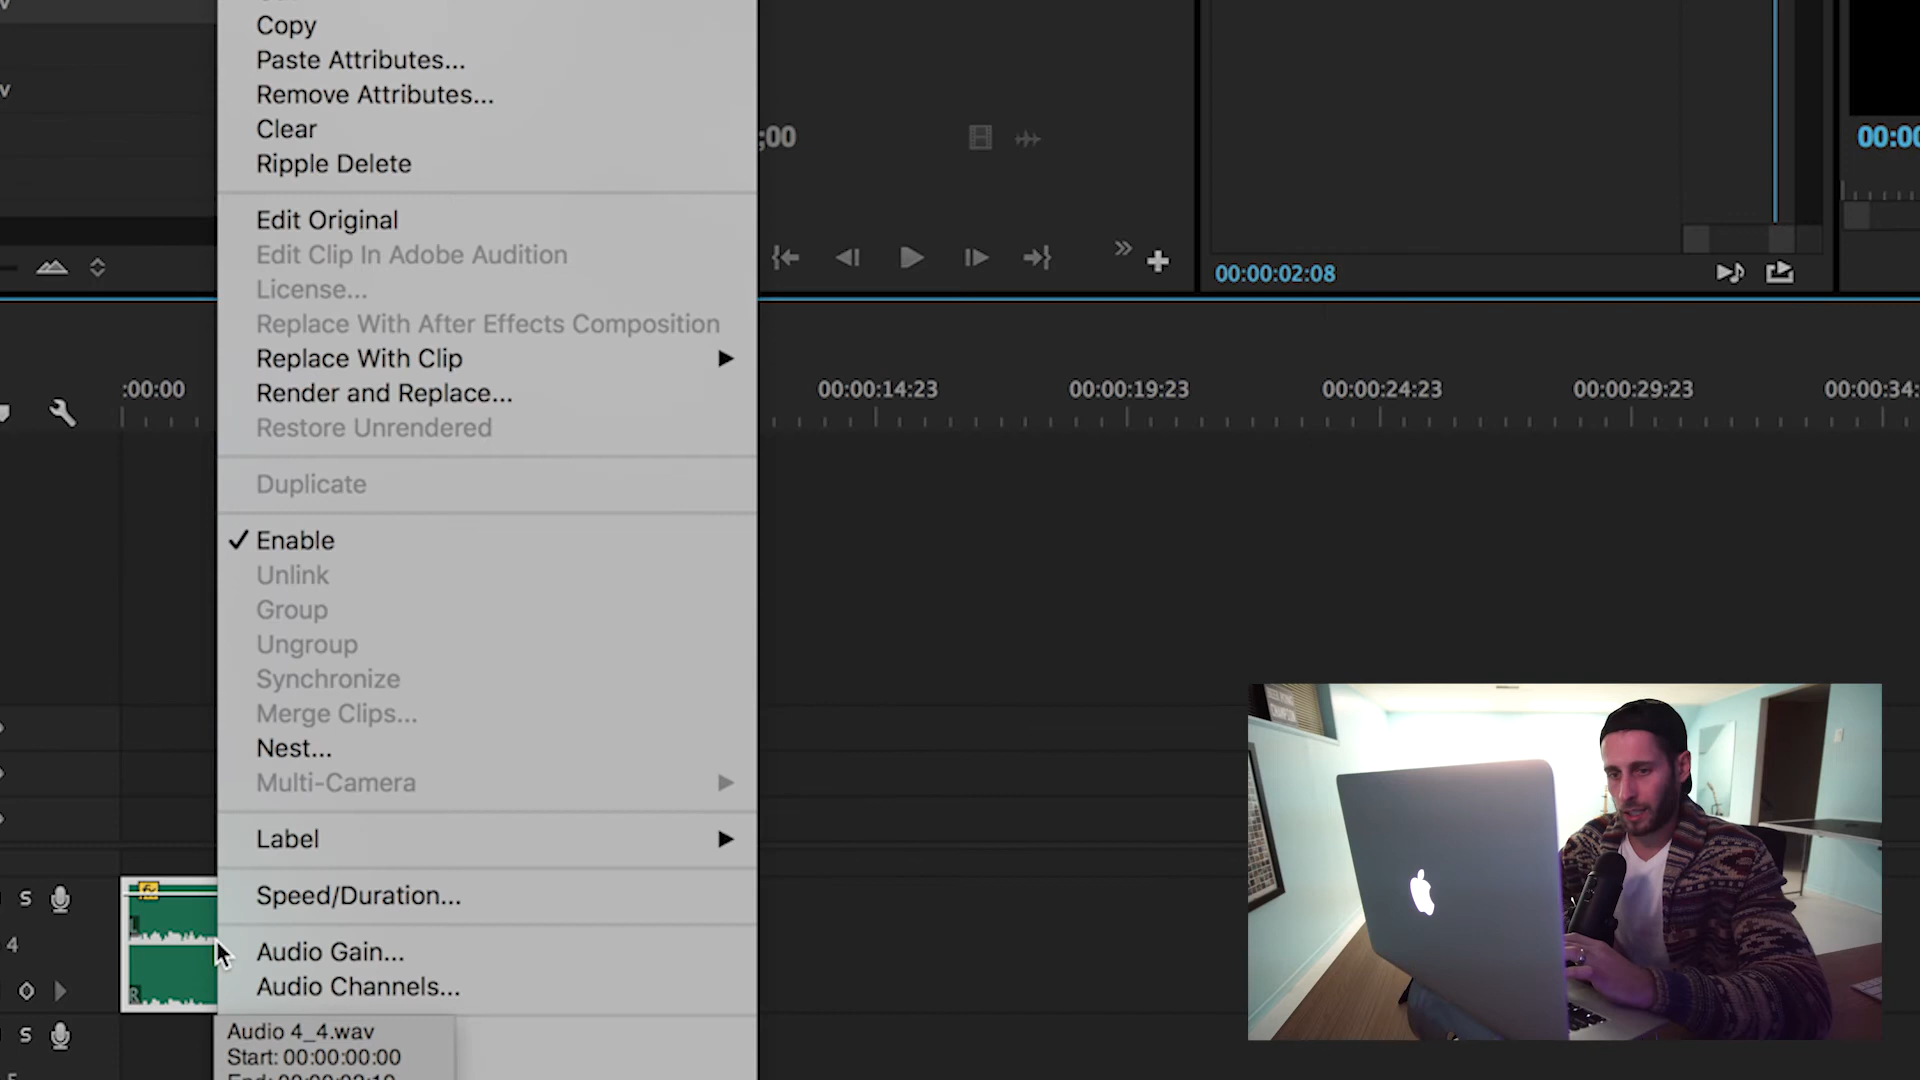 Copy
Paste Attributes...
Remove Attributes...
Clear
Ripple Delete
Edit Original
Edit Clip In Adobe Audition
License...
Replace With After Effects Composition
Replace With Clip
Render and Replace...
Restore Unrendered
Duplicate
✓ Enable
Unlink
Group
Ungroup
Synchronize
Merge Clips...
Nest...
Multi-Camera
Label
Speed/Duration...
Audio Gain...
Audio Channels...
Audio 4_4.wav
Start: 00:00:00:00
;00
00:00:02:08
00:00
:00:00
00:00:14:23
00:00:19:23
00:00:24:23
00:00:29:23
00:00:34:
S
4
L
R
S